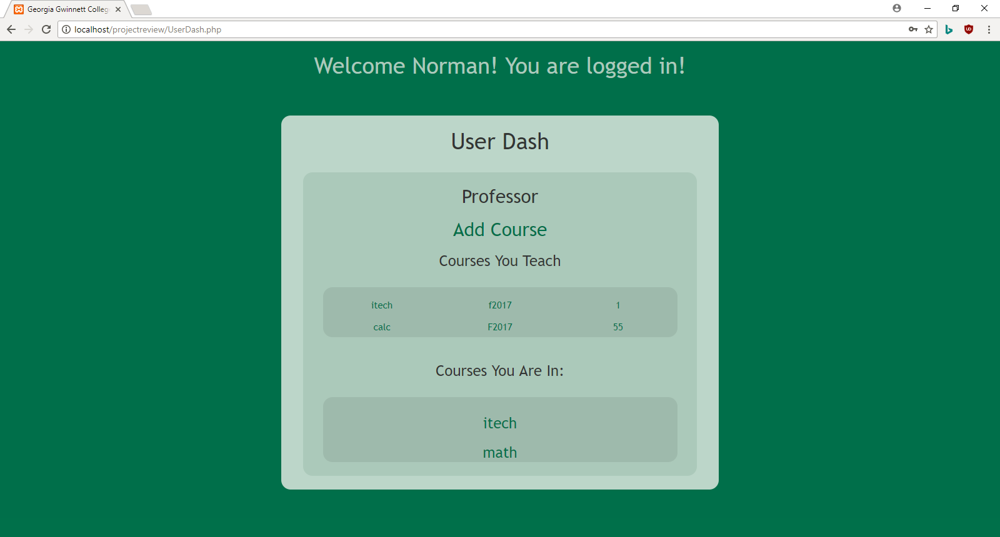 Georgia Gwinnett Colleg
localhost/projectreview/UserDash.php
Welcome Norman! You are logged in!
User Dash
Professor
Add Course
Courses You Teach
itech f2017 1
calc F2017 55
Courses You Are In:
itech
math